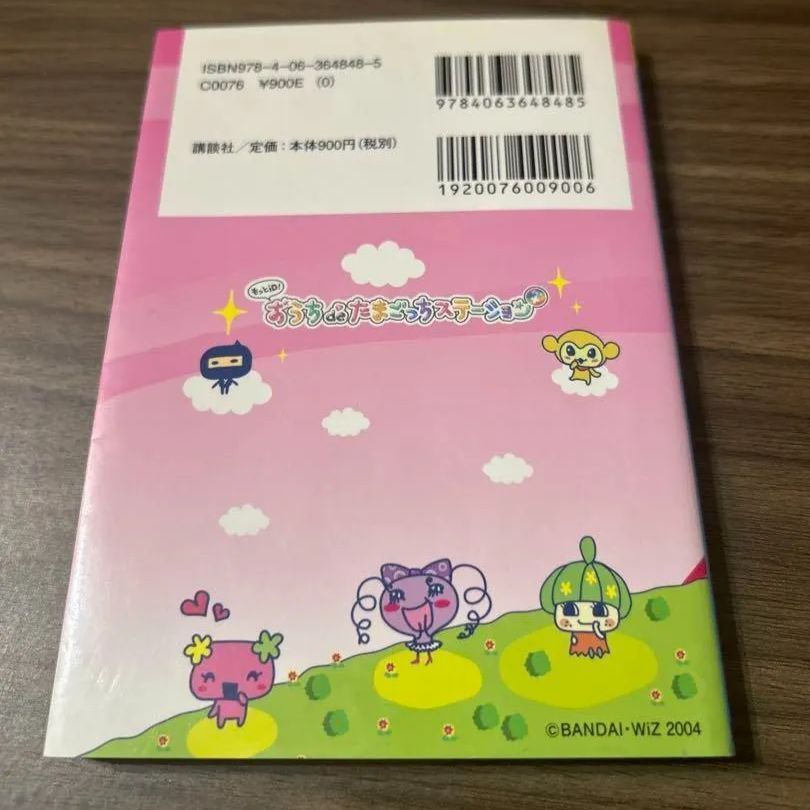 ISBN978-4-06-364848-5
C0076 ¥900E (0)
9784063648485
講談社／定価：本体900円(税別)
1920076009006
もっとiD!
おうちdeたまごっちステーション
©BANDAI・WiZ 2004